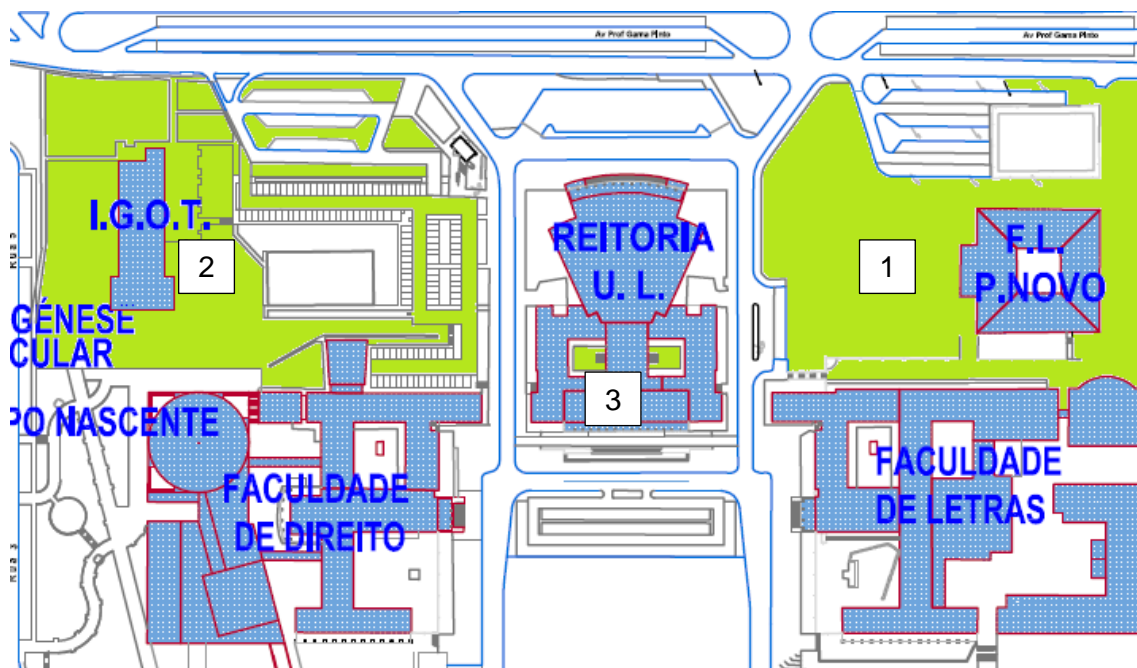 Av Prof Gama Pinto
Av Prof Gama Pinto
I.G.O.T.
2
REITORIA
U. L.
1
F.L.
P.NOVO
GÉNESE
CULAR
3
PO NASCENTE
FACULDADE
DE DIREITO
FACULDADE
DE LETRAS